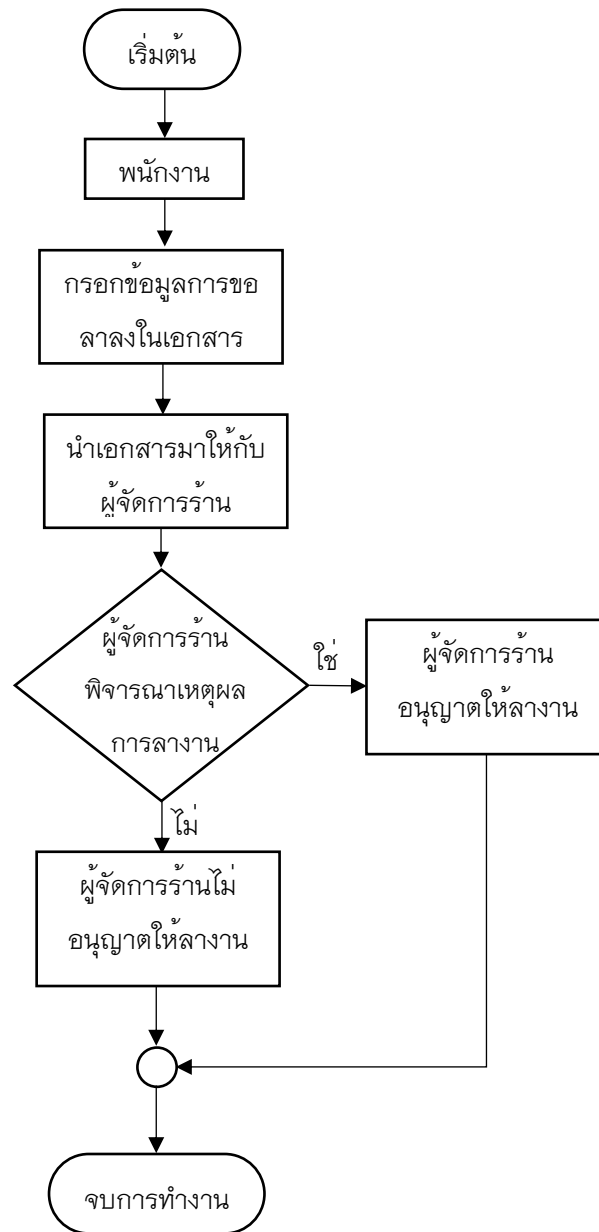 เริ่มต้น
พนักงาน
กรอกข้อมูลการขอ
ลาลงในเอกสาร
นำเอกสารมาให้กับ
ผู้จัดการร้าน
ผู้จัดการร้าน
พิจารณาเหตุผล
การลางาน
ใช่
ผู้จัดการร้าน
อนุญาตให้ลางาน
ไม่
ผู้จัดการร้านไม่
อนุญาตให้ลางาน
จบการทำงาน